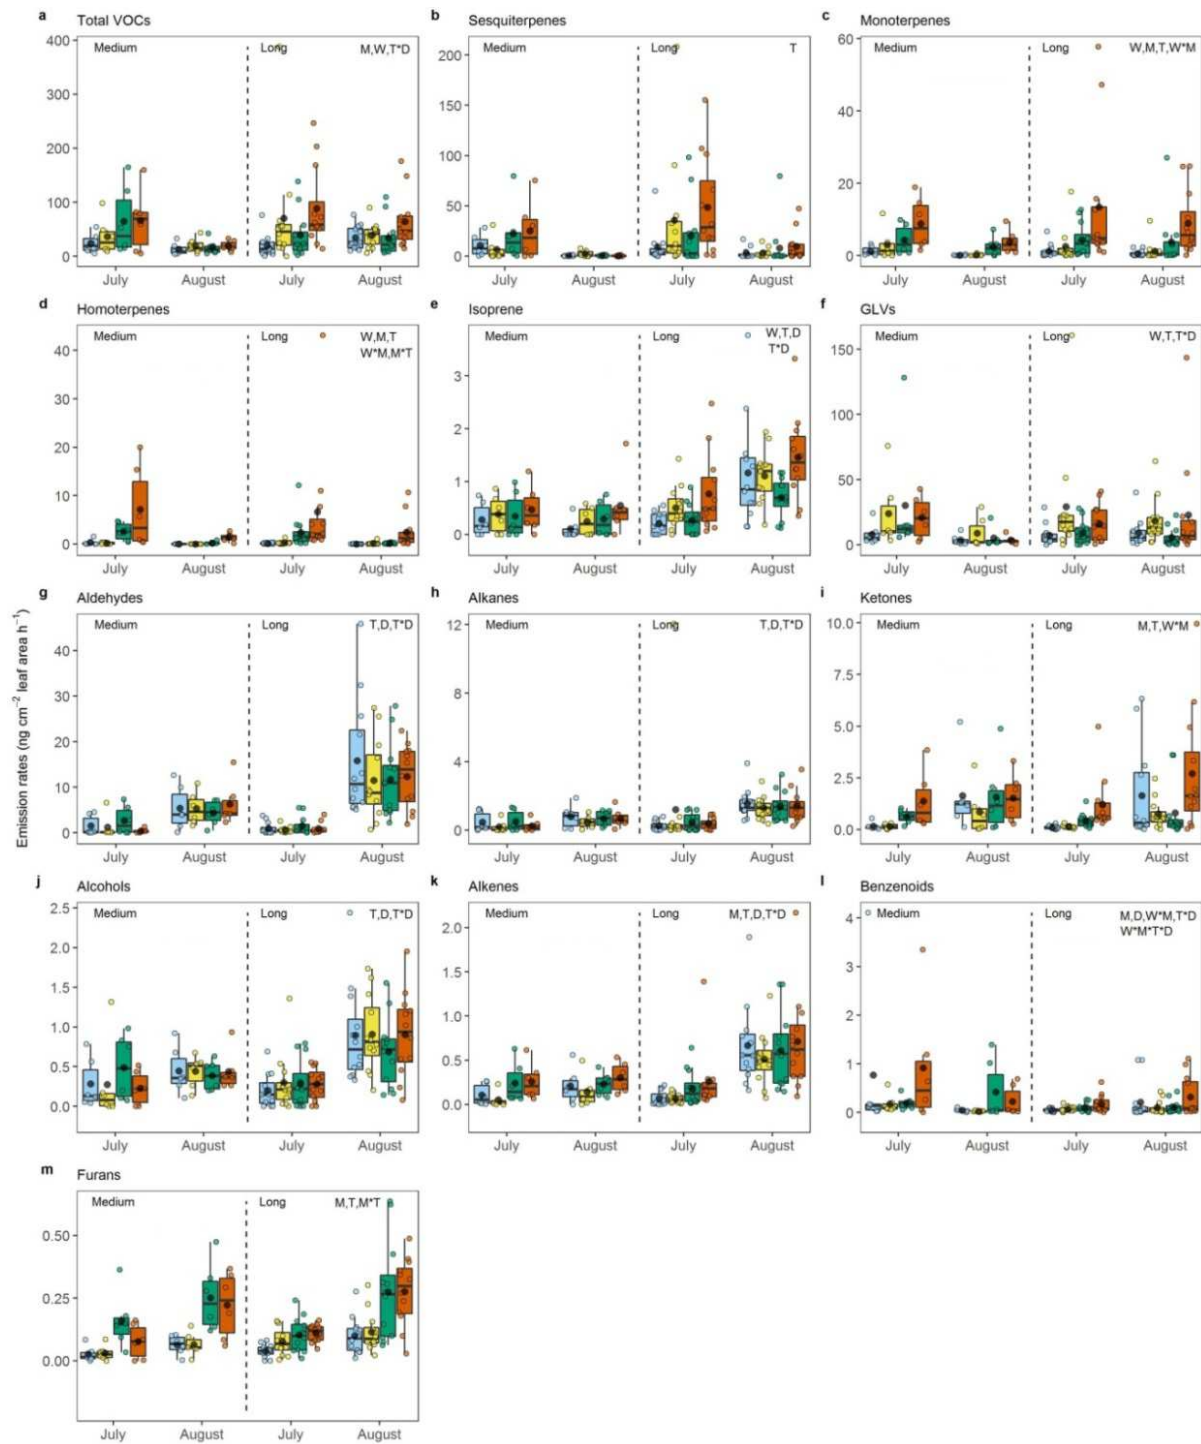 a Total VOCs
Medium Long M,W,T*D
400
300
200
100
0
July August July August
b Sesquiterpenes
Medium Long T
200
150
100
50
0
July August July August
c Monoterpenes
Medium Long W,M,T,W*M
60
40
20
0
July August July August
d Homoterpenes
Medium Long W,M,T
W*M,M*T
40
30
20
10
0
July August July August
e Isoprene
Medium Long W,T,D
T*D
3
2
1
0
July August July August
f GLVs
Medium Long W,T,T*D
150
100
50
0
July August July August
Emission rates (ng cm⁻² leaf area h⁻¹)
g Aldehydes
Medium Long T,D,T*D
40
30
20
10
0
July August July August
h Alkanes
Medium Long T,D,T*D
12
8
4
0
July August July August
i Ketones
Medium Long M,T,W*M
10.0
7.5
5.0
2.5
0.0
July August July August
j Alcohols
Medium Long T,D,T*D
2.5
2.0
1.5
1.0
0.5
0.0
July August July August
k Alkenes
Medium Long M,T,D,T*D
2.0
1.5
1.0
0.5
0.0
July August July August
l Benzenoids
Medium Long M,D,W*M,T*D
W*M*T*D
4
3
2
1
0
July August July August
m Furans
Medium Long M,T,M*T
0.50
0.25
0.00
July August July August